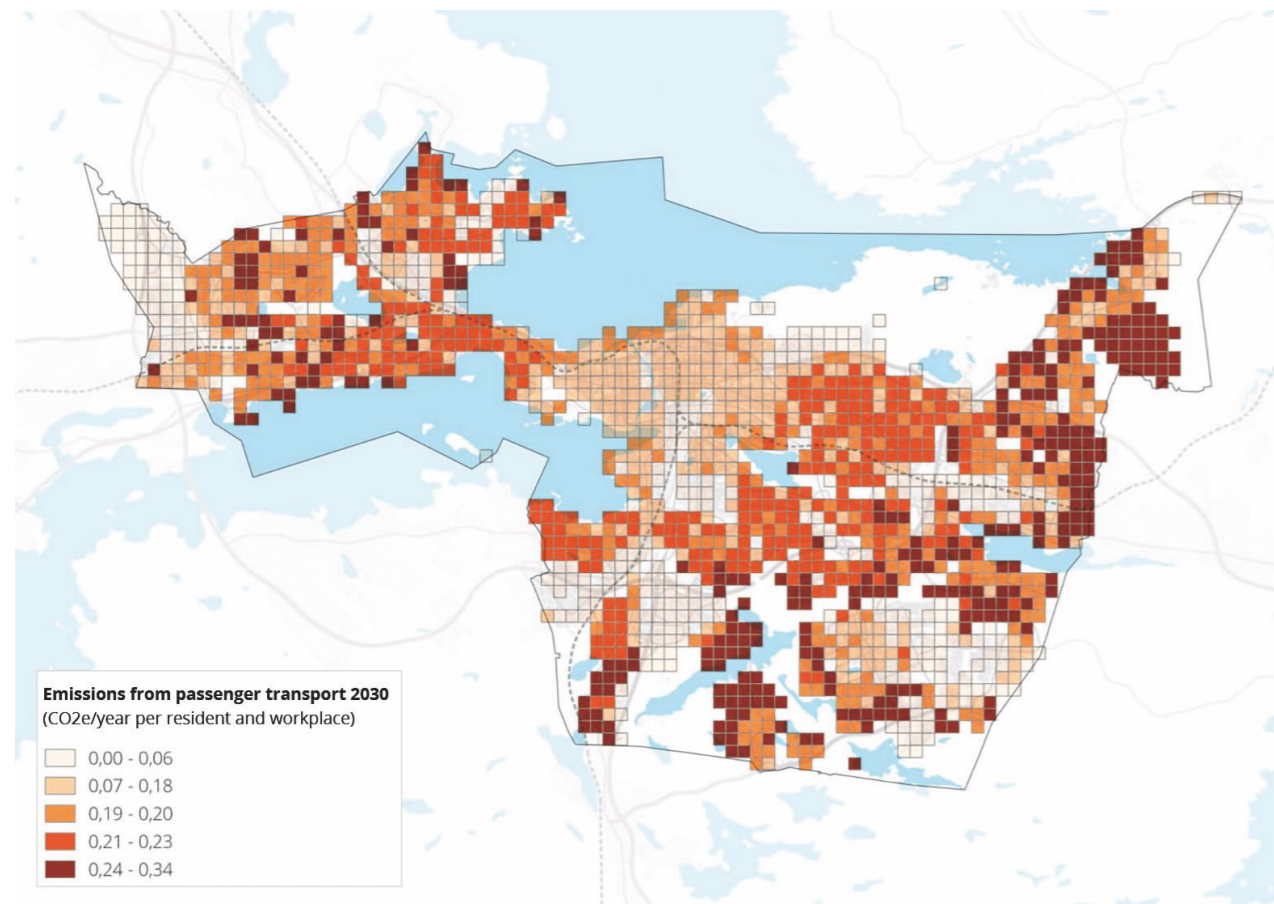 Emissions from passenger transport 2030
(CO2e/year per resident and workplace)
0,00 - 0,06
0,07 - 0,18
0,19 - 0,20
0,21 - 0,23
0,24 - 0,34